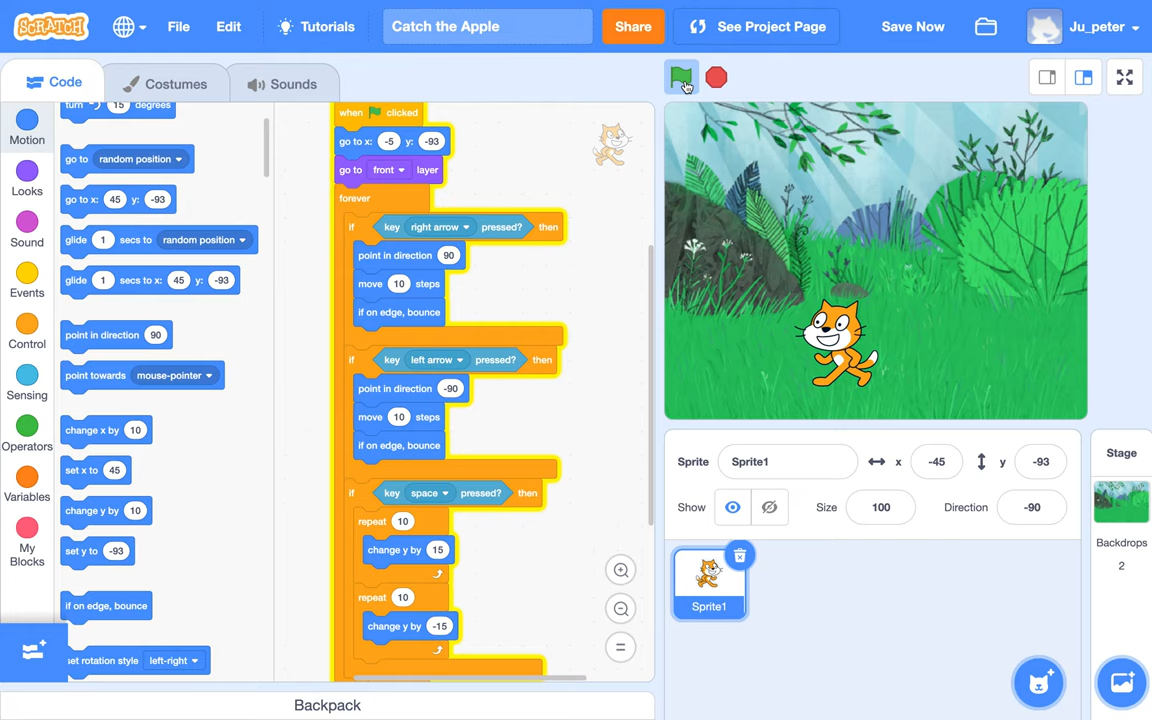 SCRATCH
File
Edit
Tutorials
Catch the Apple
Share
See Project Page
Save Now
Ju_peter
Code
Costumes
Sounds
Motion
Looks
Sound
Events
Control
Sensing
Operators
Variables
My
Blocks
turn 15 degrees
go to random position
go to x: 45 y: -93
glide 1 secs to random position
glide 1 secs to x: 45 y: -93
point in direction 90
point towards mouse-pointer
change x by 10
set x to 45
change y by 10
set y to -93
if on edge, bounce
set rotation style left-right
when clicked
go to x: -5 y: -93
go to front layer
forever
if key right arrow pressed? then
point in direction 90
move 10 steps
if on edge, bounce
if key left arrow pressed? then
point in direction -90
move 10 steps
if on edge, bounce
if key space pressed? then
repeat 10
change y by 15
repeat 10
change y by -15
Backpack
Sprite Sprite1 x -45 y -93
Show Size 100 Direction -90
Sprite1
Stage
Backdrops
2